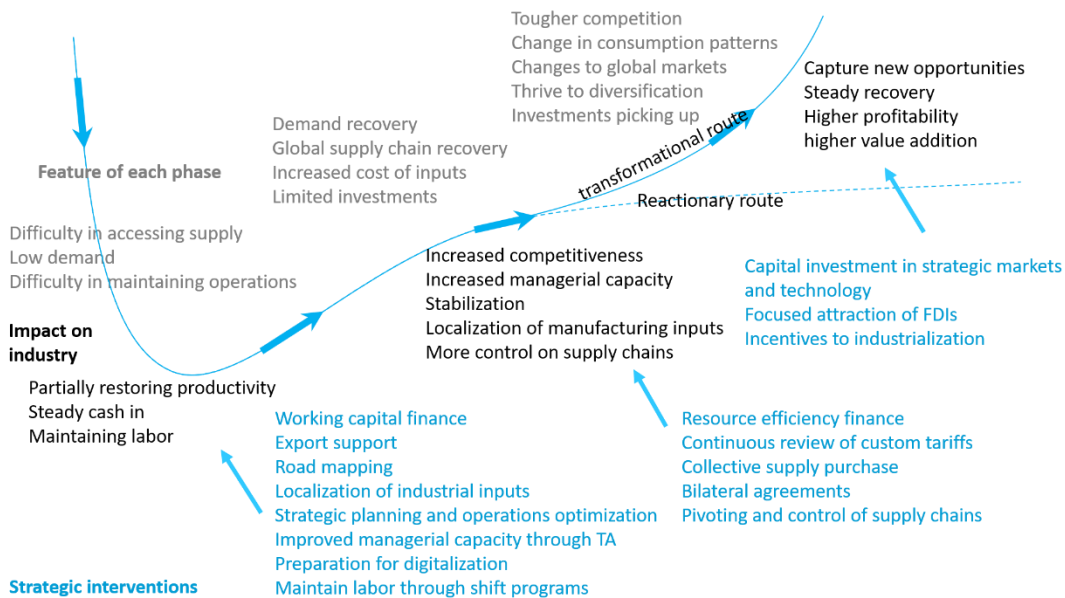 Tougher competition
Change in consumption patterns
Changes to global markets
Thrive to diversification
Investments picking up
Capture new opportunities
Steady recovery
Higher profitability
higher value addition
Demand recovery
Global supply chain recovery
Increased cost of inputs
Limited investments
transformational route
Reactionary route
Feature of each phase
Difficulty in accessing supply
Low demand
Difficulty in maintaining operations
Increased competitiveness
Increased managerial capacity
Stabilization
Localization of manufacturing inputs
More control on supply chains
Capital investment in strategic markets
and technology
Focused attraction of FDIs
Incentives to industrialization
Impact on
industry
Partially restoring productivity
Steady cash in
Maintaining labor
Working capital finance
Export support
Road mapping
Localization of industrial inputs
Strategic planning and operations optimization
Improved managerial capacity through TA
Preparation for digitalization
Maintain labor through shift programs
Resource efficiency finance
Continuous review of custom tariffs
Collective supply purchase
Bilateral agreements
Pivoting and control of supply chains
Strategic interventions